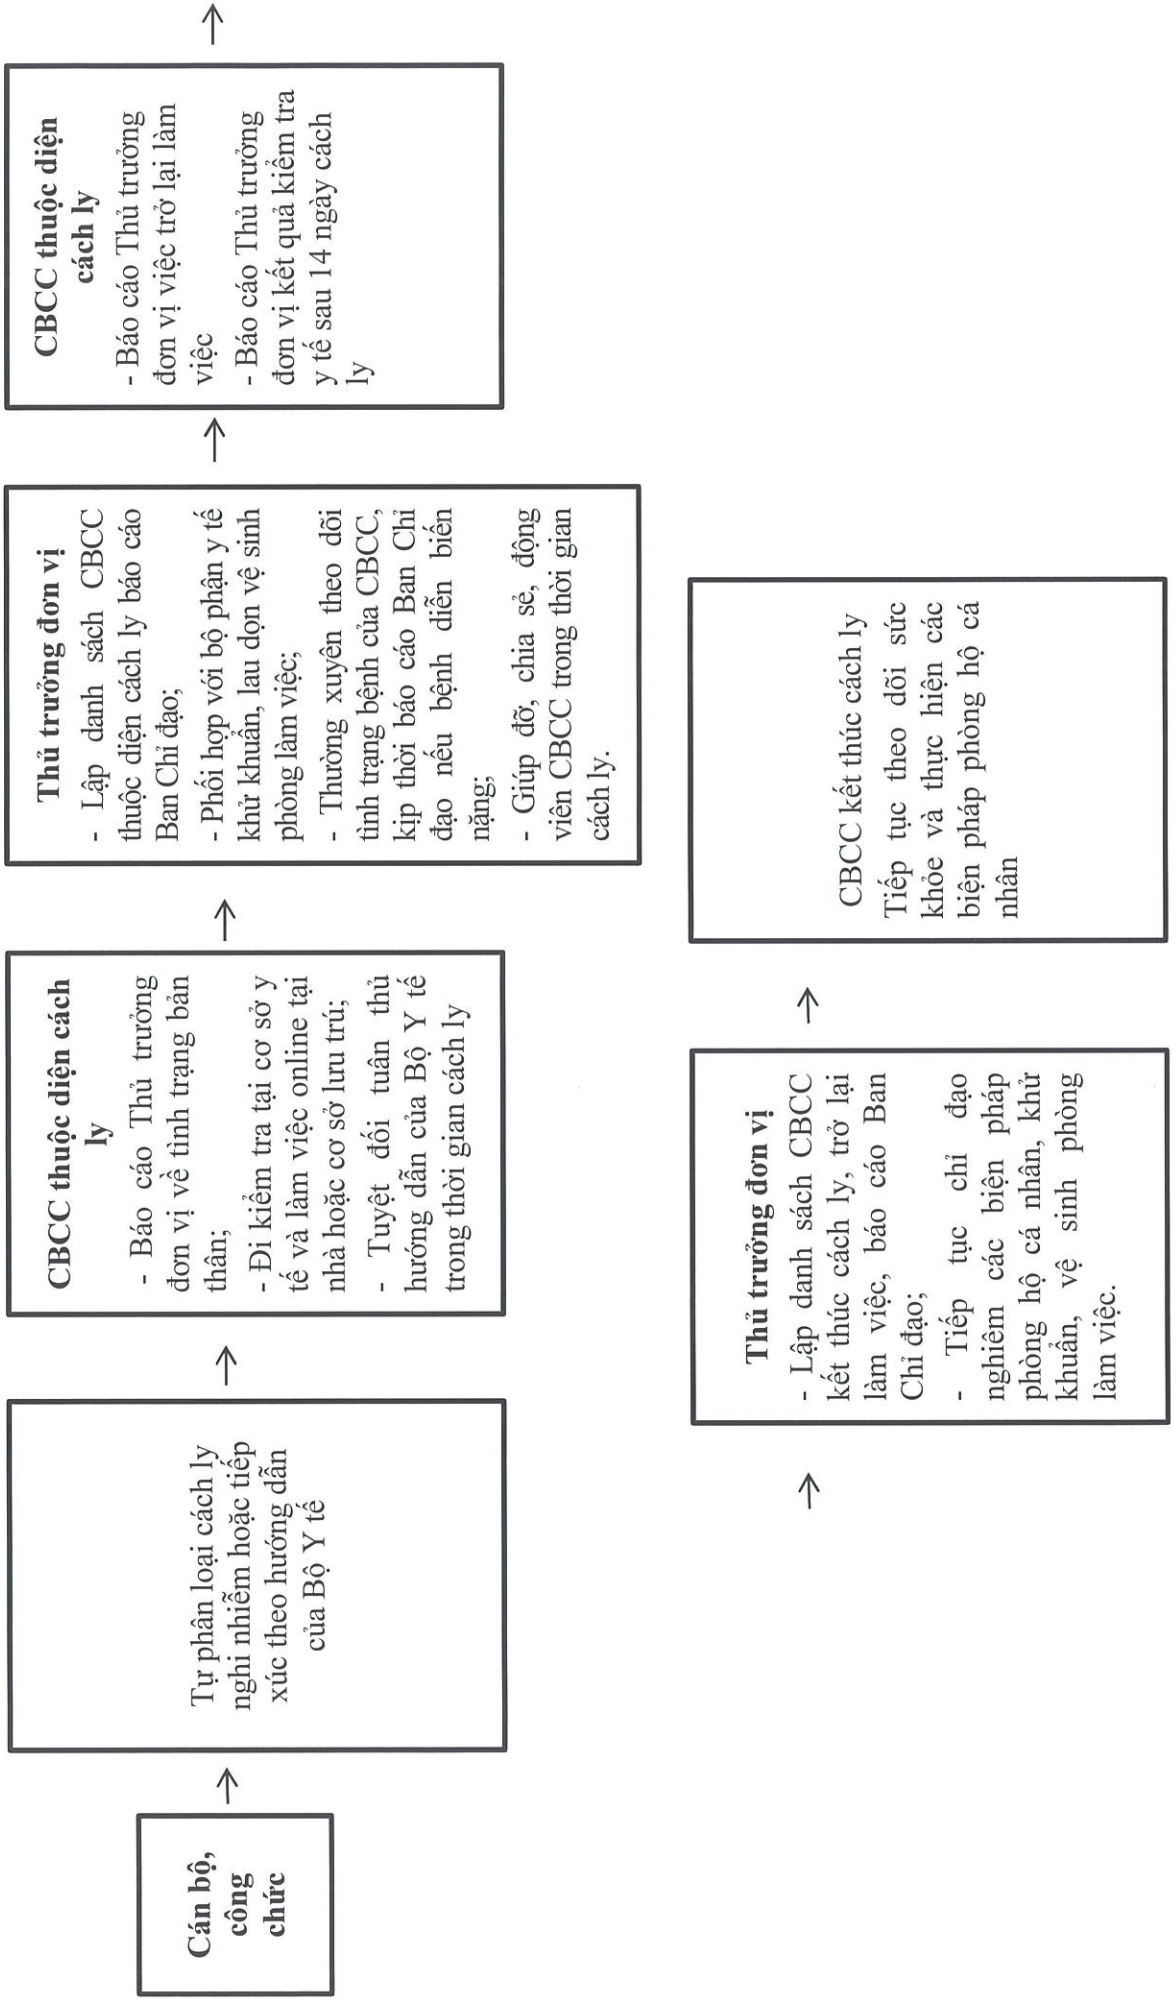 Cán bộ,
công
chức
→
Tự phân loại cách ly
nghi nhiễm hoặc tiếp
xúc theo hướng dẫn
của Bộ Y tế
→
CBCC thuộc diện cách
ly
- Báo cáo Thủ trưởng
đơn vị về tình trạng bản
thân;
- Đi kiểm tra tại cơ sở y
tế và làm việc online tại
nhà hoặc cơ sở lưu trú;
- Tuyệt đối tuân thủ
hướng dẫn của Bộ Y tế
trong thời gian cách ly
→
Thủ trưởng đơn vị
- Lập danh sách CBCC
thuộc diện cách ly báo cáo
Ban Chỉ đạo;
- Phối hợp với bộ phận y tế
khử khuẩn, lau dọn vệ sinh
phòng làm việc;
- Thường xuyên theo dõi
tình trạng bệnh của CBCC,
kịp thời báo cáo Ban Chỉ
đạo nếu bệnh diễn biến
nặng;
- Giúp đỡ, chia sẻ, động
viên CBCC trong thời gian
cách ly.
→
CBCC thuộc diện
cách ly
- Báo cáo Thủ trưởng
đơn vị việc trở lại làm
việc
- Báo cáo Thủ trưởng
đơn vị kết quả kiểm tra
y tế sau 14 ngày cách
ly
→
→
Thủ trưởng đơn vị
- Lập danh sách CBCC
kết thúc cách ly, trở lại
làm việc, báo cáo Ban
Chỉ đạo;
- Tiếp tục chỉ đạo
nghiêm các biện pháp
phòng hộ cá nhân, khử
khuẩn, vệ sinh phòng
làm việc.
→
CBCC kết thúc cách ly
Tiếp tục theo dõi sức
khỏe và thực hiện các
biện pháp phòng hộ cá
nhân